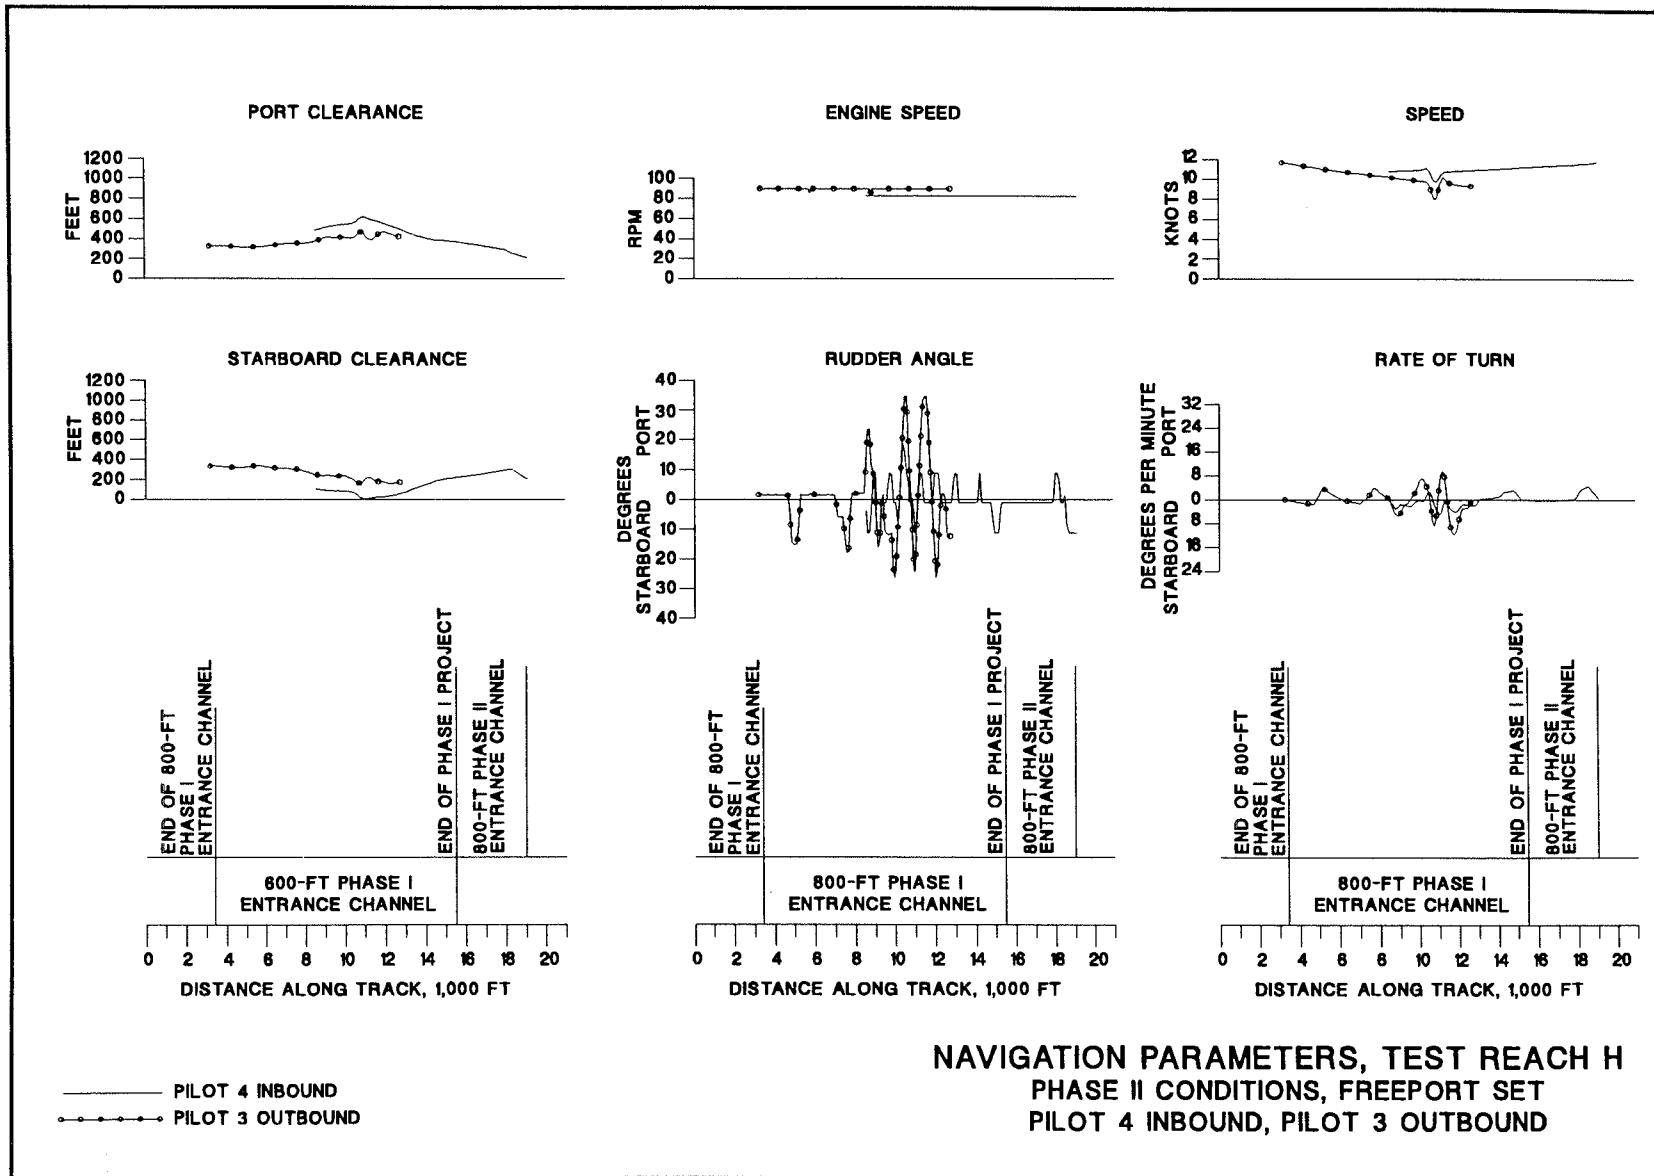 PORT CLEARANCE
ENGINE SPEED
SPEED
FEET
1200
1000
800
600
400
200
0
RPM
100
80
60
40
20
0
KNOTS
12
10
8
6
4
2
0
STARBOARD CLEARANCE
RUDDER ANGLE
RATE OF TURN
FEET
1200
1000
800
600
400
200
0
DEGREES
STARBOARD PORT
40
30
20
10
0
10
20
30
40
DEGREES PER MINUTE
STARBOARD PORT
32
24
16
8
0
8
16
24
END OF 800-FT
PHASE I
ENTRANCE CHANNEL
END OF PHASE I PROJECT
800-FT PHASE II
ENTRANCE CHANNEL
END OF 800-FT
PHASE I
ENTRANCE CHANNEL
END OF PHASE I PROJECT
800-FT PHASE II
ENTRANCE CHANNEL
END OF 800-FT
PHASE I
ENTRANCE CHANNEL
END OF PHASE I PROJECT
800-FT PHASE II
ENTRANCE CHANNEL
600-FT PHASE I
ENTRANCE CHANNEL
800-FT PHASE I
ENTRANCE CHANNEL
800-FT PHASE I
ENTRANCE CHANNEL
0 2 4 6 8 10 12 14 16 18 20
0 2 4 6 8 10 12 14 16 18 20
0 2 4 6 8 10 12 14 16 18 20
DISTANCE ALONG TRACK, 1,000 FT
DISTANCE ALONG TRACK, 1,000 FT
DISTANCE ALONG TRACK, 1,000 FT
PILOT 4 INBOUND
PILOT 3 OUTBOUND
NAVIGATION PARAMETERS, TEST REACH H
PHASE II CONDITIONS, FREEPORT SET
PILOT 4 INBOUND, PILOT 3 OUTBOUND